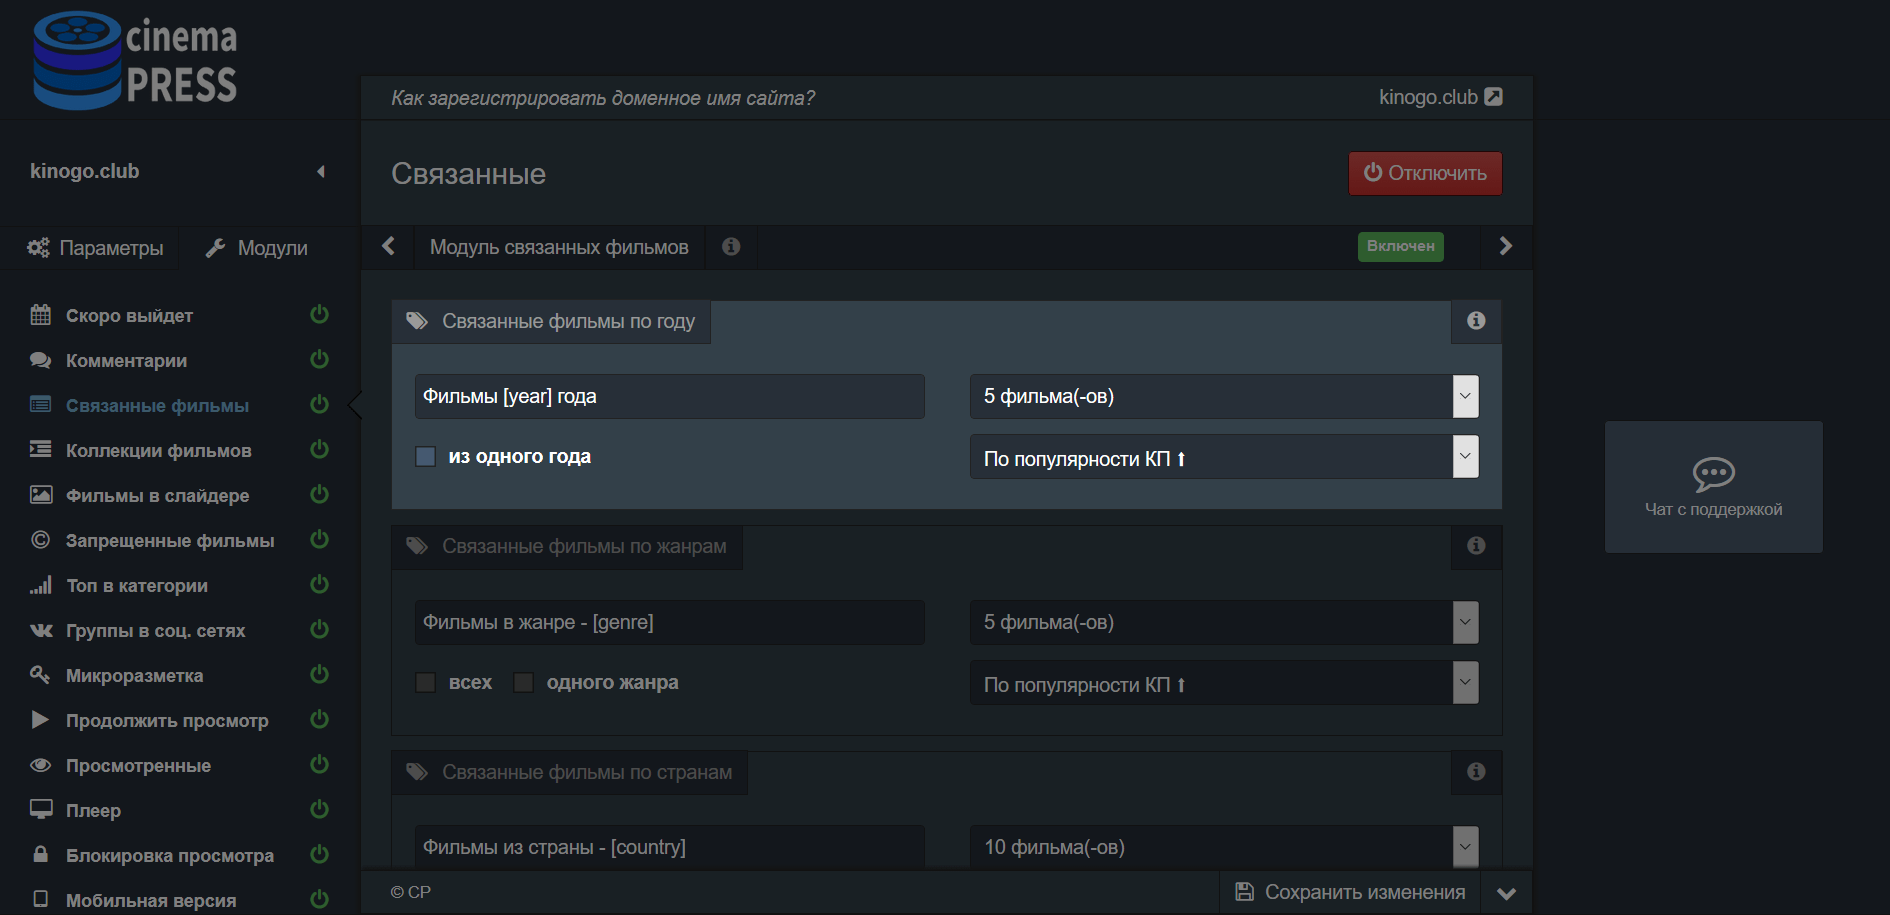 cinema
PRESS
Как зарегистрировать доменное имя сайта?
kinogo.club
kinogo.club
Связанные
Отключить
Параметры
Модули
Модуль связанных фильмов
Включен
Скоро выйдет
Комментарии
Связанные фильмы
Коллекции фильмов
Фильмы в слайдере
Запрещенные фильмы
Топ в категории
Группы в соц. сетях
Микроразметка
Продолжить просмотр
Просмотренные
Плеер
Блокировка просмотра
Мобильная версия
Связанные фильмы по году
Фильмы [year] года
5 фильма(-ов)
из одного года
По популярности КП ⬆
Связанные фильмы по жанрам
Фильмы в жанре - [genre]
5 фильма(-ов)
всех
одного жанра
По популярности КП ⬆
Связанные фильмы по странам
Фильмы из страны - [country]
10 фильма(-ов)
© CP
Сохранить изменения
Чат с поддержкой